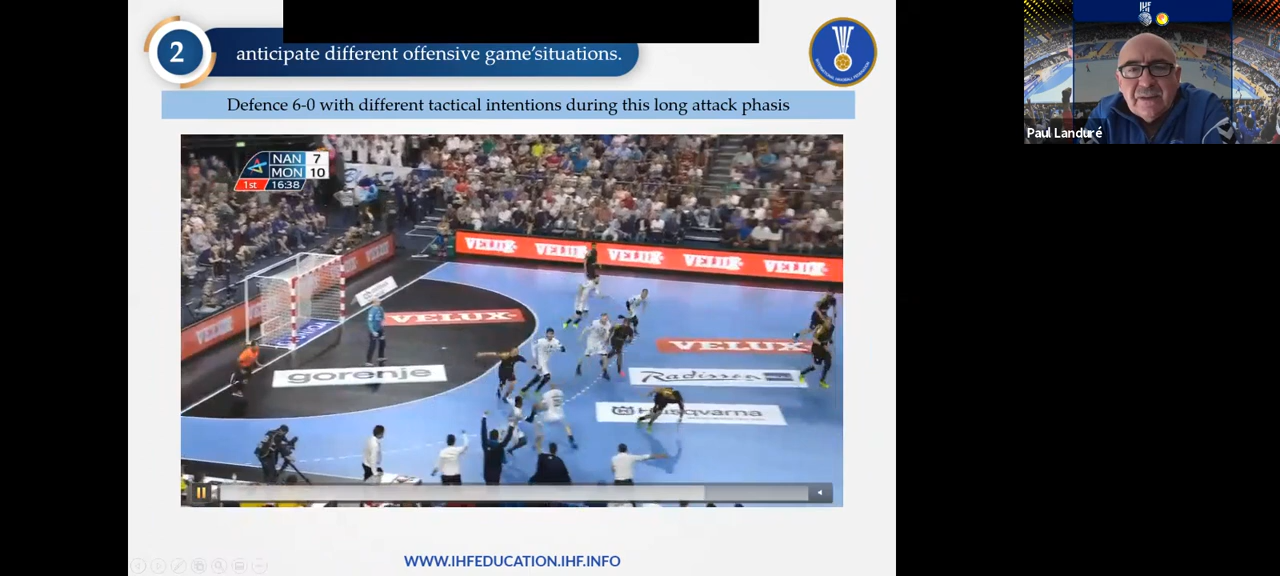 2
anticipate different offensive game'situations.
Defence 6-0 with different tactical intentions during this long attack phasis
NAN 7
MON 10
1st 16:38
VELUX VELUX VELUX VELUX VELUX
VELUX
VELUX
gorenje
Radisson
Husqvarna
WWW.IHFEDUCATION.IHF.INFO
IHF
Paul Landuré